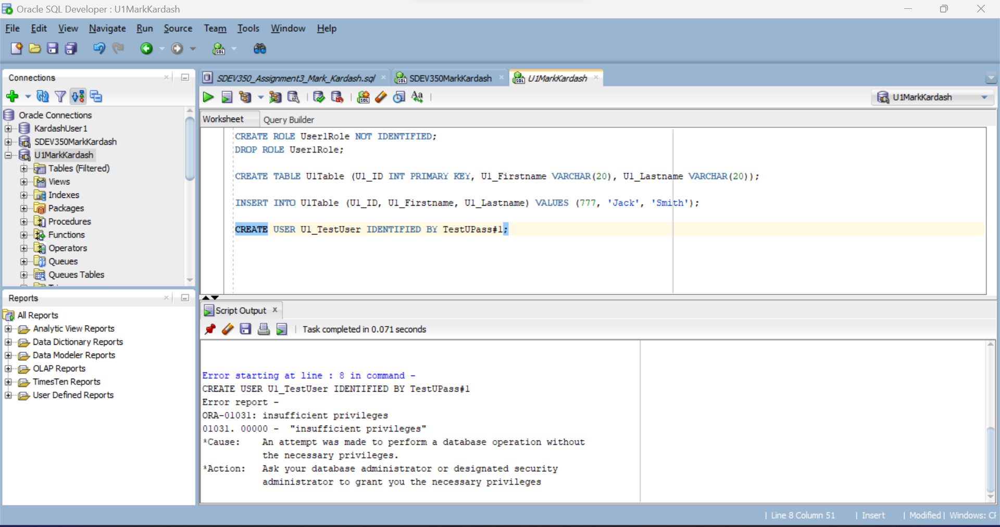 Oracle SQL Developer : U1MarkKardash
File Edit View Navigate Run Source Team Tools Window Help
Connections
Oracle Connections
KardashUser1
SDEV350MarkKardash
U1MarkKardash
Tables (Filtered)
Views
Indexes
Packages
Procedures
Functions
Operators
Queues
Queues Tables
Reports
All Reports
Analytic View Reports
Data Dictionary Reports
Data Modeler Reports
OLAP Reports
TimesTen Reports
User Defined Reports
SDEV350_Assignment3_Mark_Kardash.sql SDEV350MarkKardash U1MarkKardash
U1MarkKardash
Worksheet Query Builder
CREATE ROLE User1Role NOT IDENTIFIED;
DROP ROLE User1Role;
CREATE TABLE U1Table (U1_ID INT PRIMARY KEY, U1_Firstname VARCHAR(20), U1_Lastname VARCHAR(20));
INSERT INTO U1Table (U1_ID, U1_Firstname, U1_Lastname) VALUES (777, 'Jack', 'Smith');
CREATE USER U1_TestUser IDENTIFIED BY TestUPass#1;
Script Output
Task completed in 0.071 seconds
Error starting at line : 8 in command -
CREATE USER U1_TestUser IDENTIFIED BY TestUPass#1
Error report -
ORA-01031: insufficient privileges
01031. 00000 - "insufficient privileges"
*Cause: An attempt was made to perform a database operation without
the necessary privileges.
*Action: Ask your database administrator or designated security
administrator to grant you the necessary privileges
| Line 8 Column 51 | Insert | Modified | Windows: